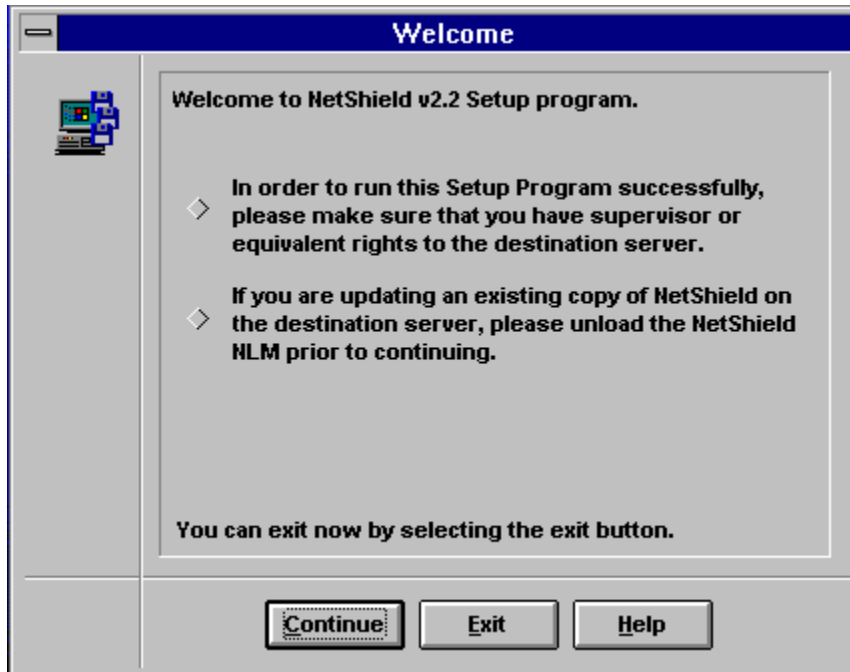 Welcome
Welcome to NetShield v2.2 Setup program.
In order to run this Setup Program successfully,
please make sure that you have supervisor or
equivalent rights to the destination server.
If you are updating an existing copy of NetShield on
the destination server, please unload the NetShield
NLM prior to continuing.
You can exit now by selecting the exit button.
Continue
Exit
Help